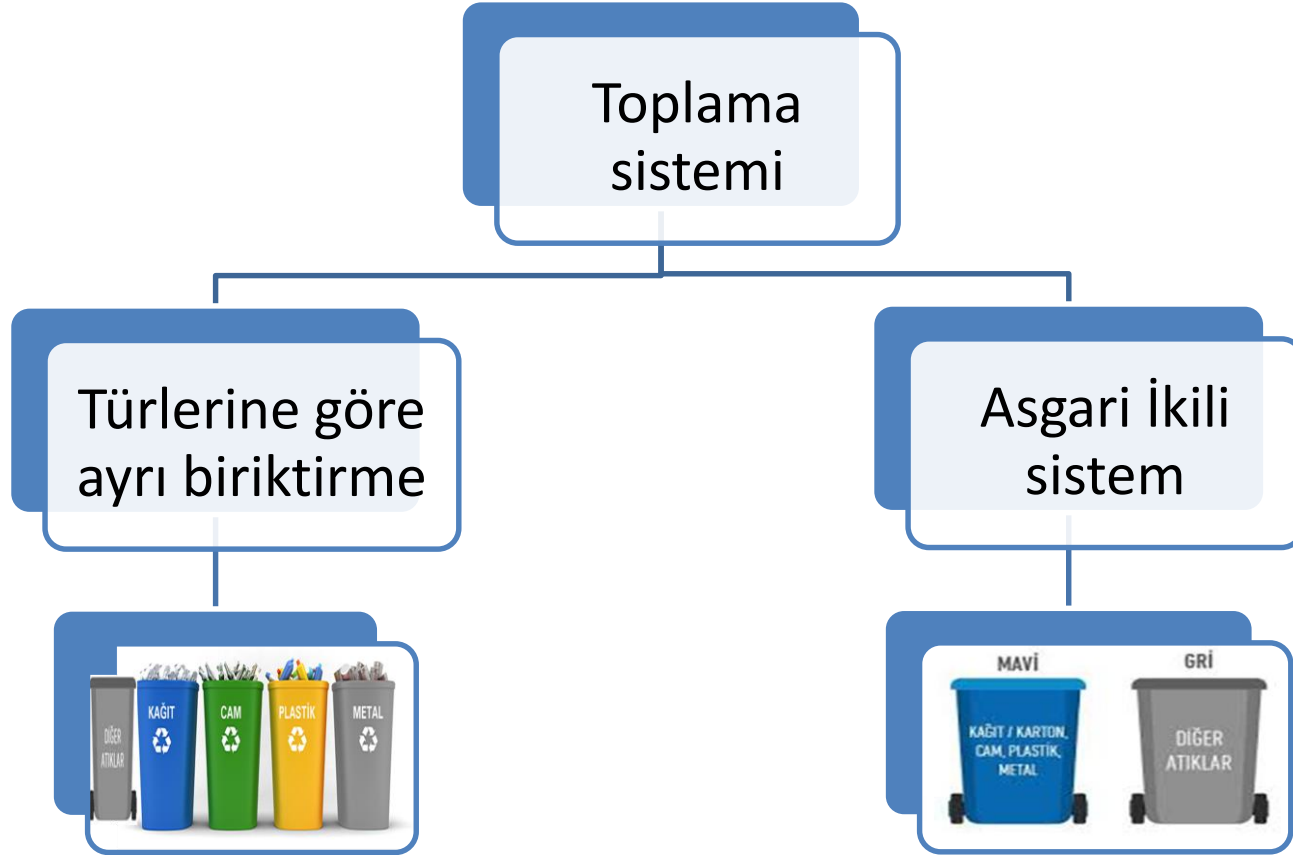 Toplama
sistemi
Türlerine göre
ayrı biriktirme
Asgari İkili
sistem
DİĞER
ATIKLAR
KAĞIT
CAM
PLASTİK
METAL
MAVİ
KAĞIT / KARTON,
CAM, PLASTİK,
METAL
GRİ
DİĞER
ATIKLAR